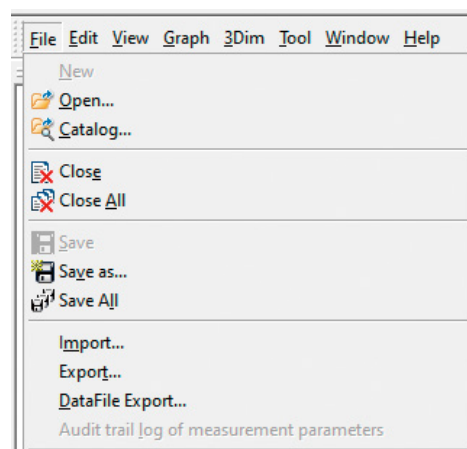 File Edit View Graph 3Dim Tool Window Help
New
Open...
Catalog...
Close
Close All
Save
Save as...
Save All
Import...
Export...
DataFile Export...
Audit trail log of measurement parameters